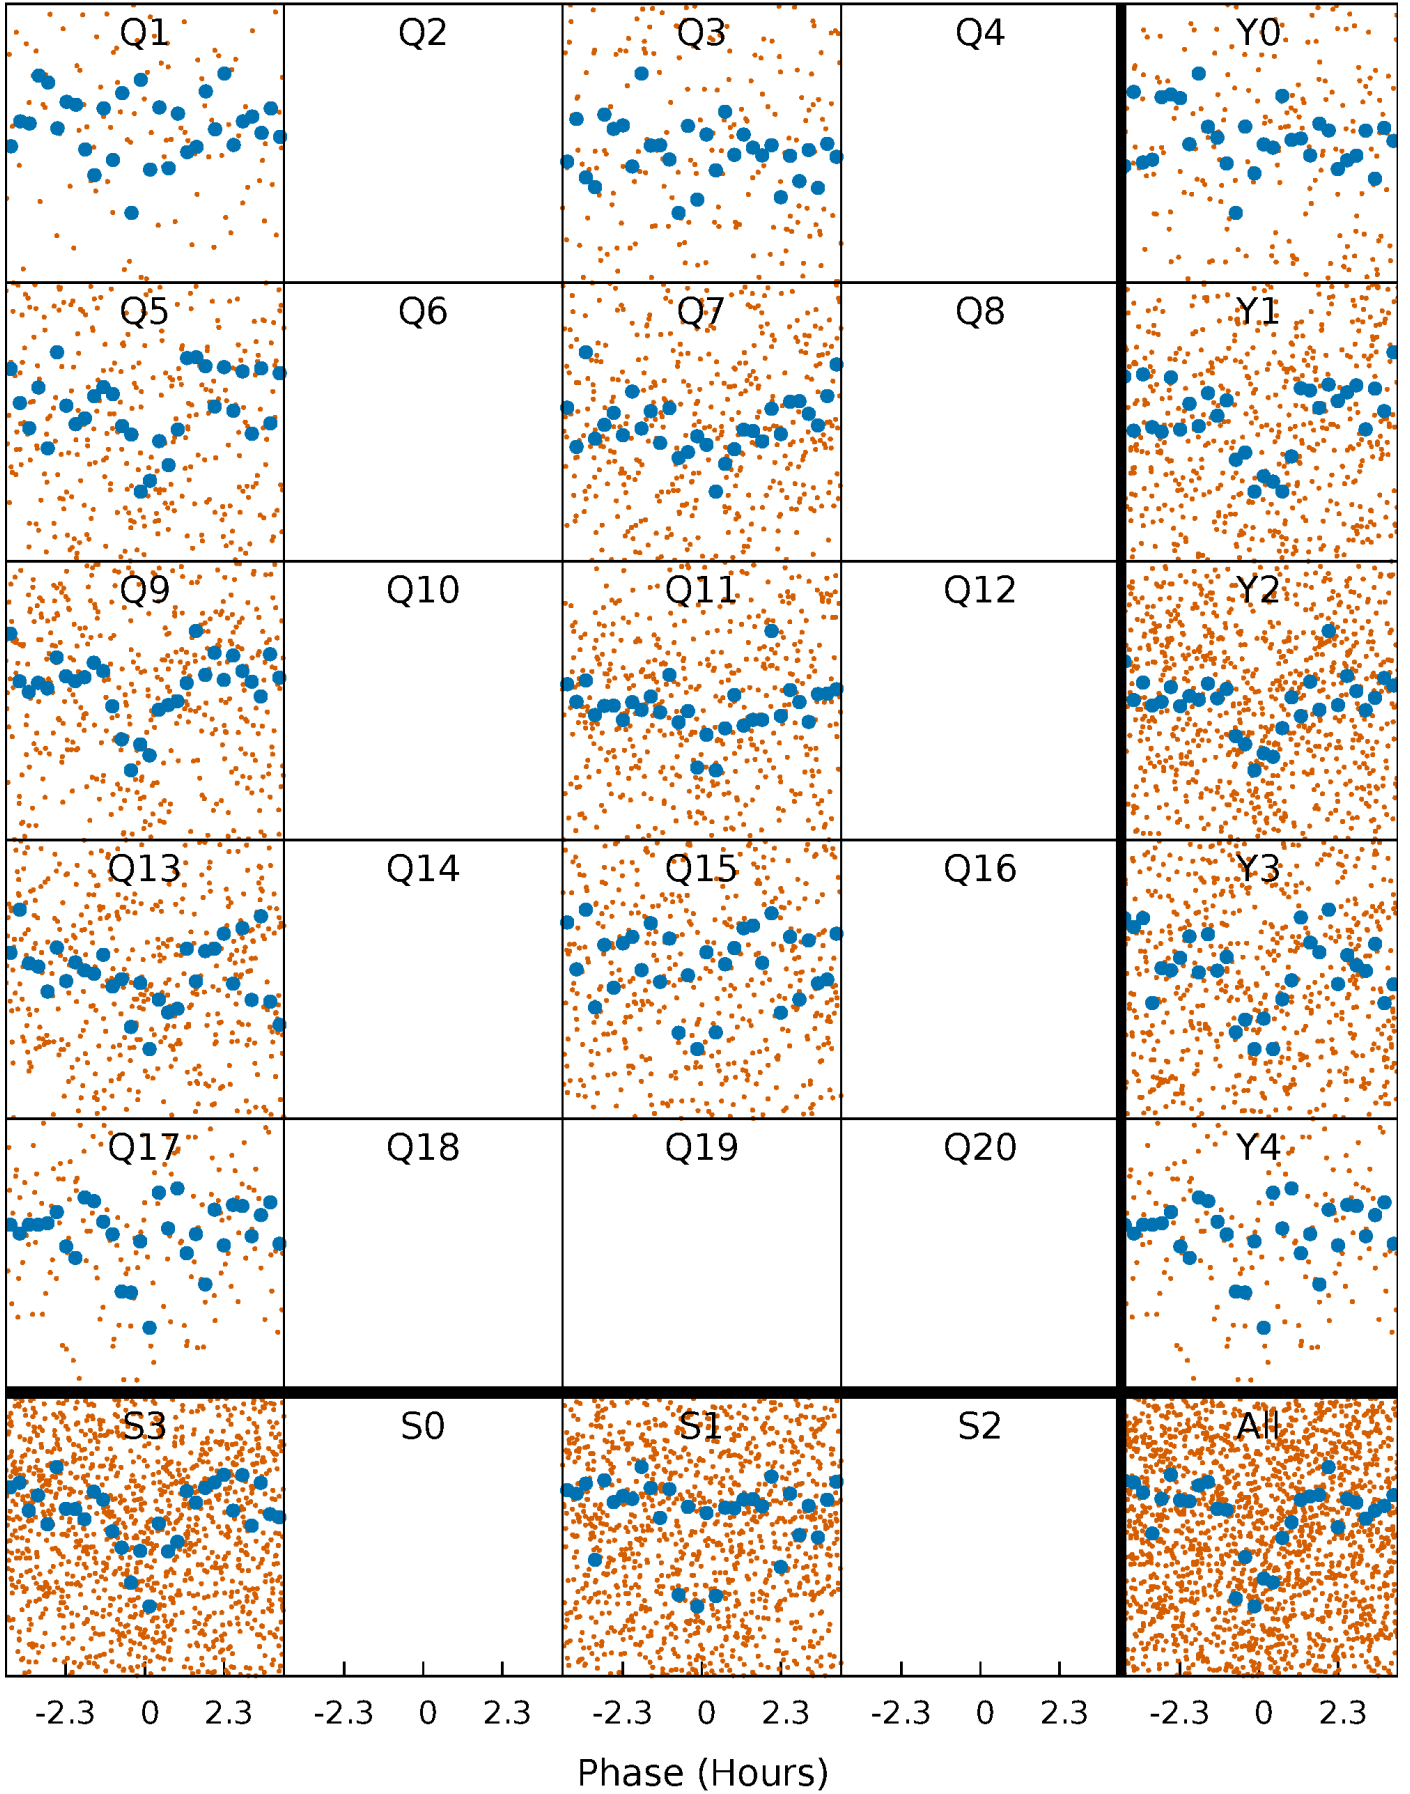 Q1 Q2 Q3 Q4 Y0
Q5 Q6 Q7 Q8 Y1
Q9 Q10 Q11 Q12 Y2
Q13 Q14 Q15 Q16 Y3
Q17 Q18 Q19 Q20 Y4
S3 S0 S1 S2 All
-2.3 0 2.3 -2.3 0 2.3 -2.3 0 2.3 -2.3 0 2.3 -2.3 0 2.3
Phase (Hours)